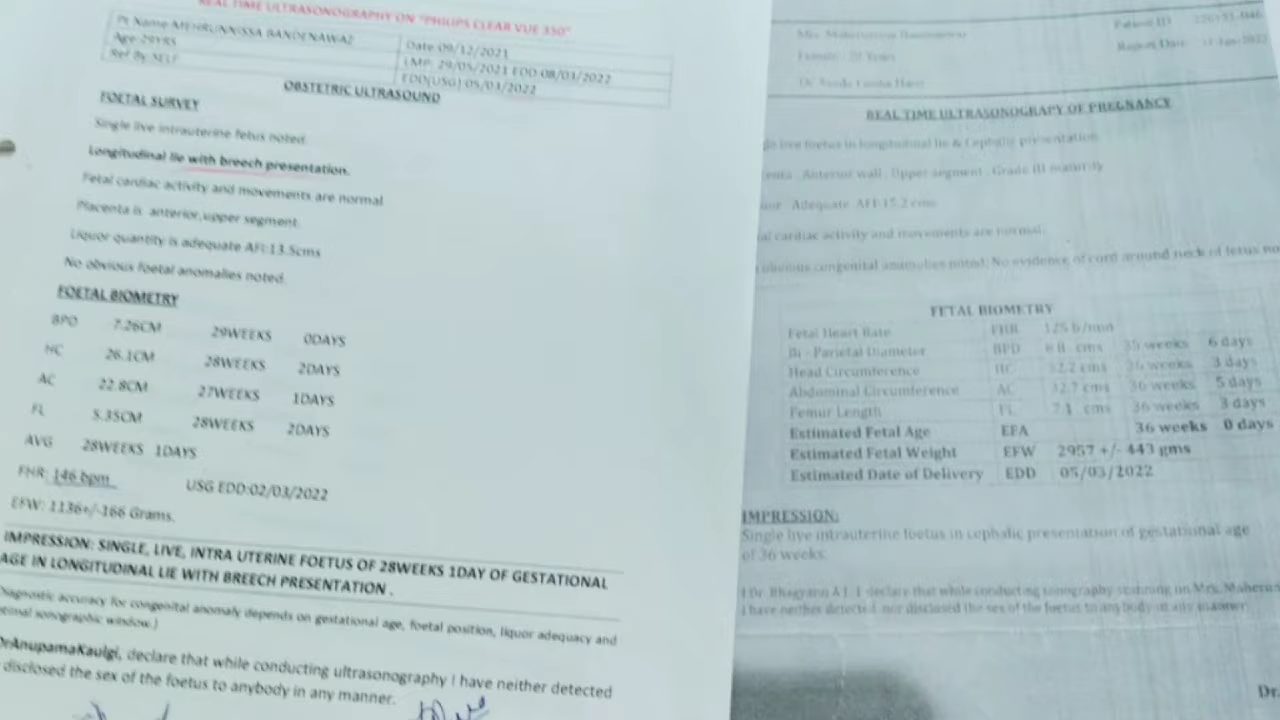 REAL TIME ULTRASONOGRAPHY ON "PHILIPS CLEAR VUE 350"
Pt Name:MEHRUNNISSA BANDENAWAZ
Age:29YRS
Ref By:SELF
Date:09/12/2021
LMP: 29/05/2021 EDD:08/03/2022
EDD(USG):05/03/2022
OBSTETRIC ULTRASOUND
FOETAL SURVEY
Single live intrauterine fetus noted.
Longitudinal lie with breech presentation.
Fetal cardiac activity and movements are normal
Placenta is anterior,upper segment.
Liquor quantity is adequate AFI:13.5cms
No obvious foetal anomalies noted.
FOETAL BIOMETRY
BPD 7.26CM 29WEEKS 0DAYS
HC 26.1CM 28WEEKS 2DAYS
AC 22.8CM 27WEEKS 1DAYS
FL 5.35CM 28WEEKS 2DAYS
AVG 28WEEKS 1DAYS
FHR: 146 bpm USG EDD:02/03/2022
EFW: 1136+/-166 Grams.
IMPRESSION: SINGLE, LIVE, INTRA UTERINE FOETUS OF 28WEEKS 1DAY OF GESTATIONAL
AGE IN LONGITUDINAL LIE WITH BREECH PRESENTATION .
Diagnostic accuracy for congenital anomaly depends on gestational age, foetal position, liquor adequacy and
sonographic window.)
DrAnupamaKaulgi, declare that while conducting ultrasonography I have neither detected
disclosed the sex of the foetus to anybody in any manner.
Patient ID
Mrs.
Report Date
Female
Dr.
REAL TIME ULTRASONOGRAPY OF PREGNANCY
live foetus in longitudinal lie & Cephalic presentation
Anterior wall, Upper segment, Grade III maturity
Adequate AFI:15.2 cms
cardiac activity and movements are normal.
obvious congenital anomalies noted. No evidence of cord around neck of fetus
FETAL BIOMETRY
Fetal Heart Rate FHR 125 b/min
Bi - Parietal Diameter BPD 8.8 cms 35 weeks 6 days
Head Circumference HC 32.2 cms 36 weeks 3 days
Abdominal Circumference AC 32.7 cms 36 weeks 5 days
Femur Length FL 7.1 cms 36 weeks 3 days
Estimated Fetal Age EFA 36 weeks 0 days
Estimated Fetal Weight EFW 2957 +/- 443 gms
Estimated Date of Delivery EDD 05/03/2022
IMPRESSION:
Single live intrauterine foetus in cephalic presentation of gestational age
of 36 weeks.
I Dr. Bhagyasri declare that while conducting sonography scanning on Mrs.
I have neither detected nor disclosed the sex of the foetus to anybody in any manner
Dr.